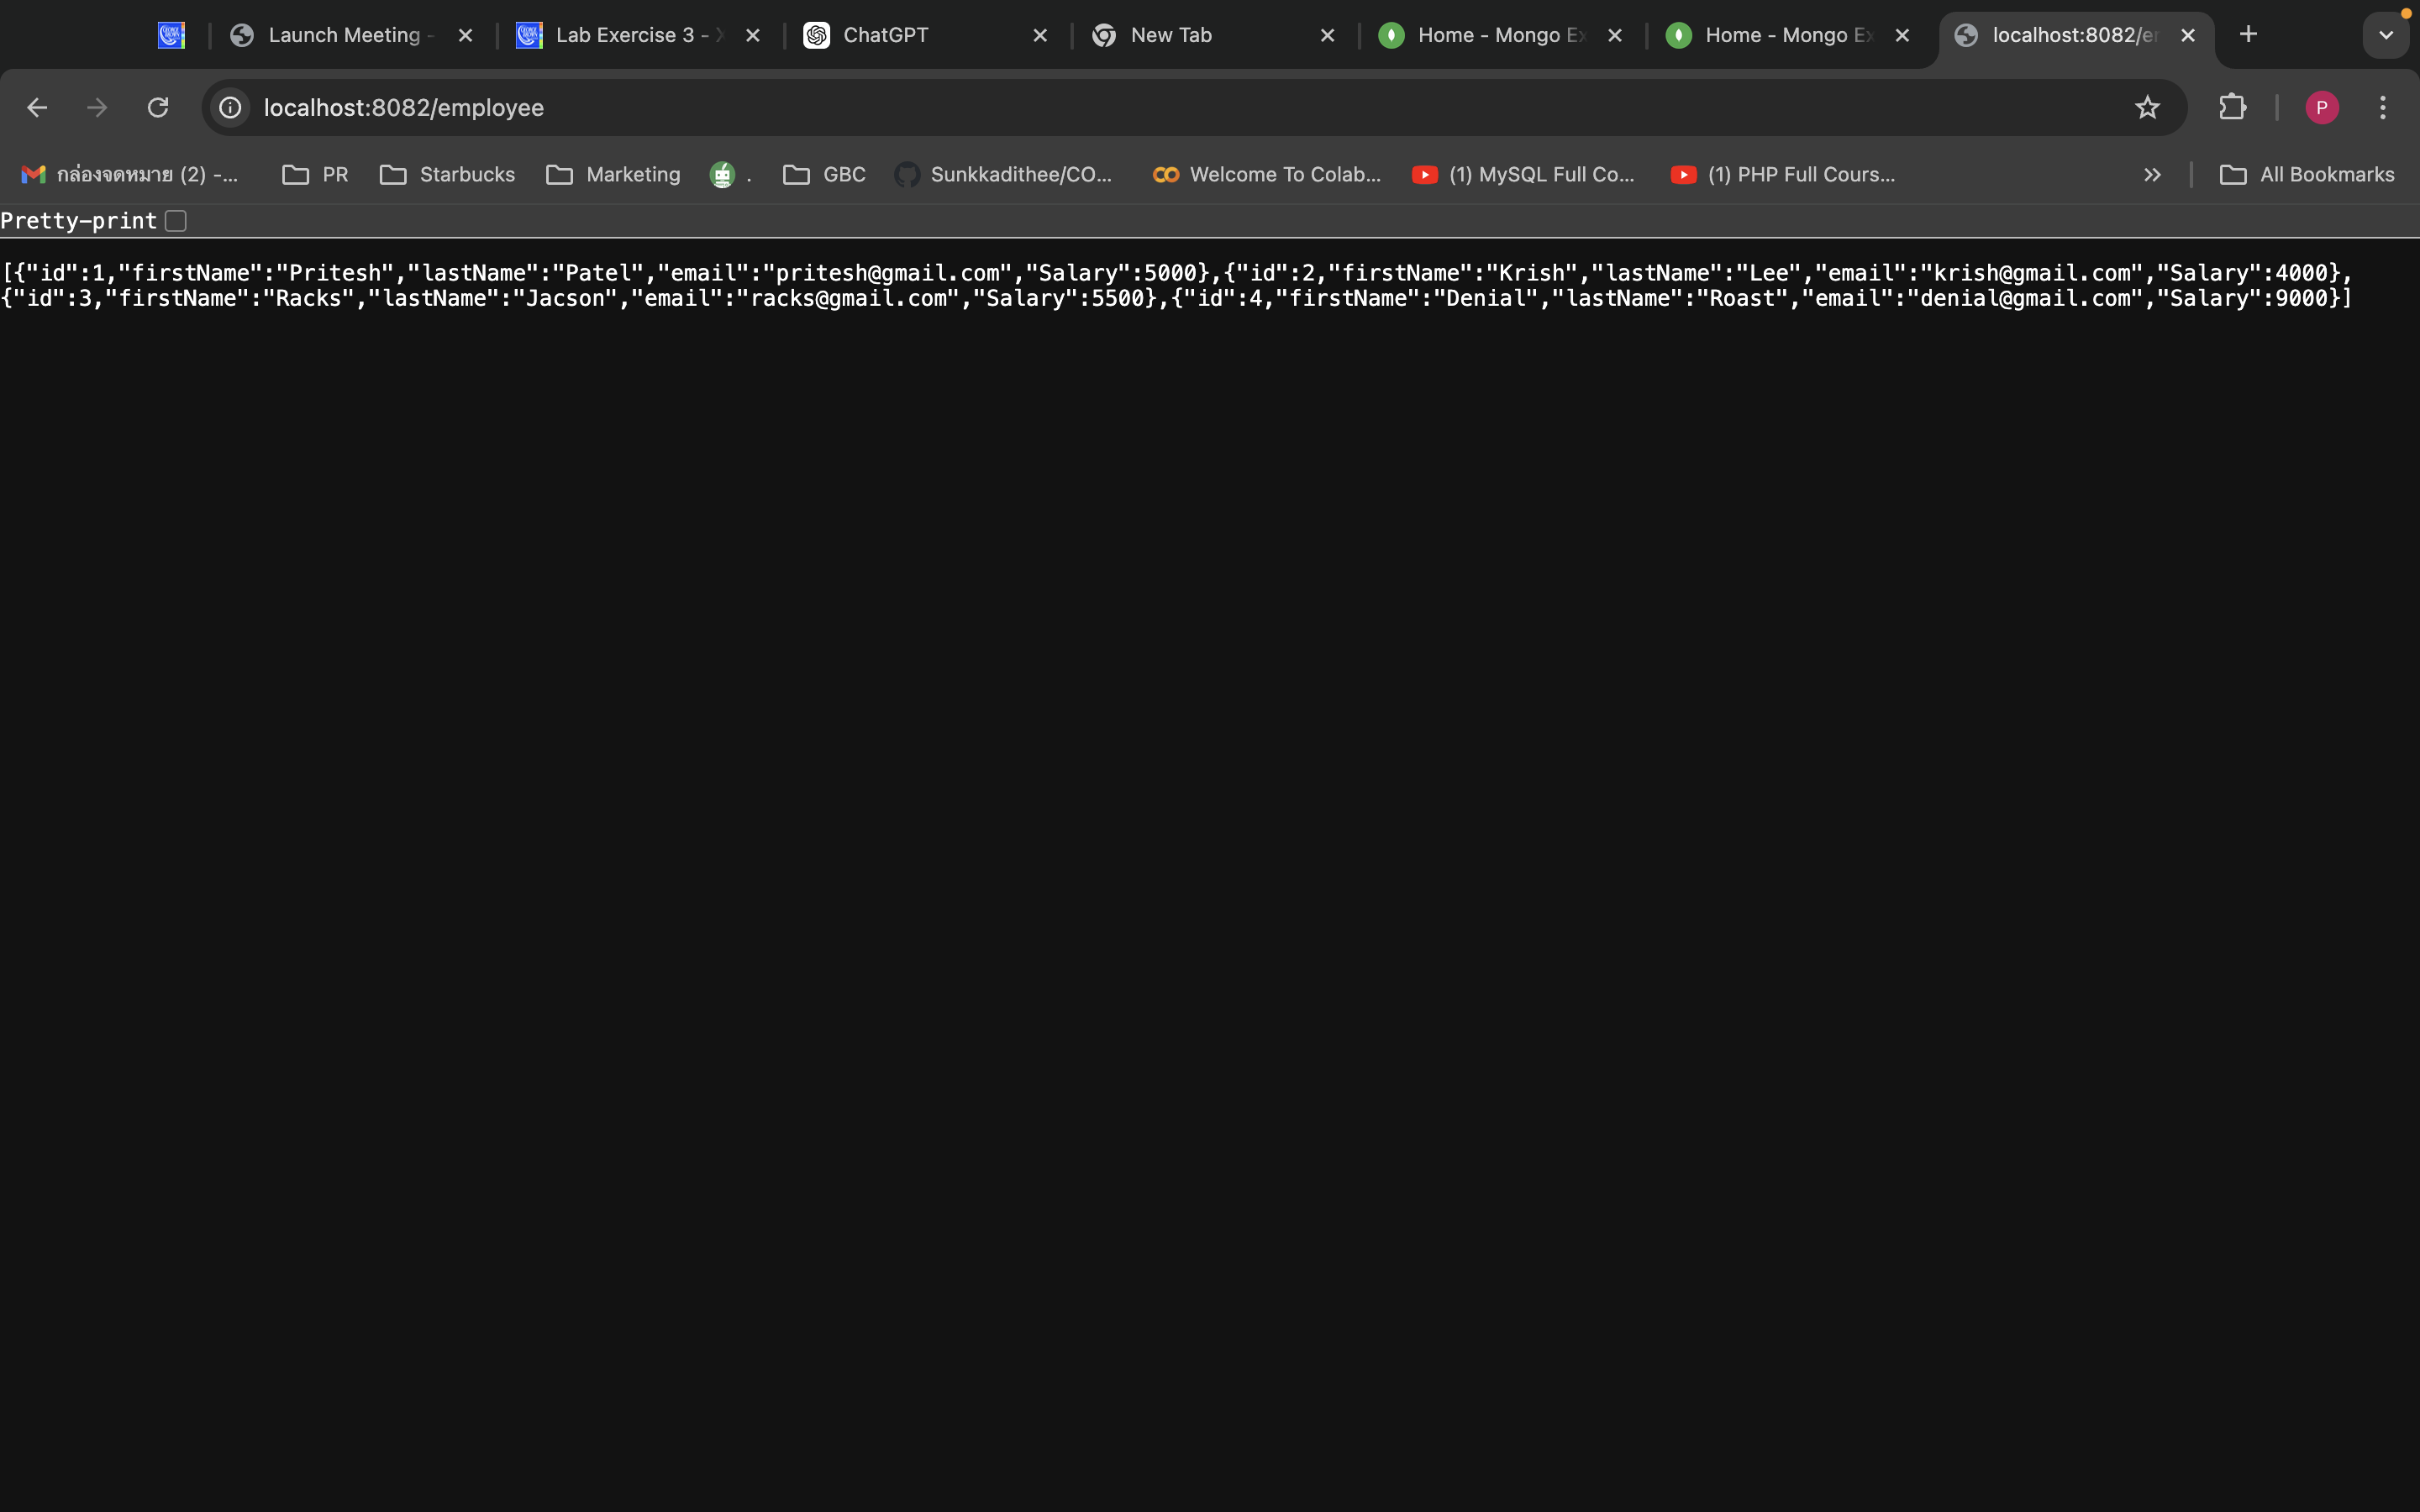 Launch Meeting -
Lab Exercise 3 -
ChatGPT
New Tab
Home - Mongo Ex
Home - Mongo Ex
localhost:8082/e
localhost:8082/employee
P
กล่องจดหมาย (2) -...
PR
Starbucks
Marketing
.
GBC
Sunkkadithee/CO...
Welcome To Colab...
(1) MySQL Full Co...
(1) PHP Full Cours...
All Bookmarks
Pretty-print
[{"id":1,"firstName":"Pritesh","lastName":"Patel","email":"pritesh@gmail.com","Salary":5000},{"id":2,"firstName":"Krish","lastName":"Lee","email":"krish@gmail.com","Salary":4000},
{"id":3,"firstName":"Racks","lastName":"Jacson","email":"racks@gmail.com","Salary":5500},{"id":4,"firstName":"Denial","lastName":"Roast","email":"denial@gmail.com","Salary":9000}]